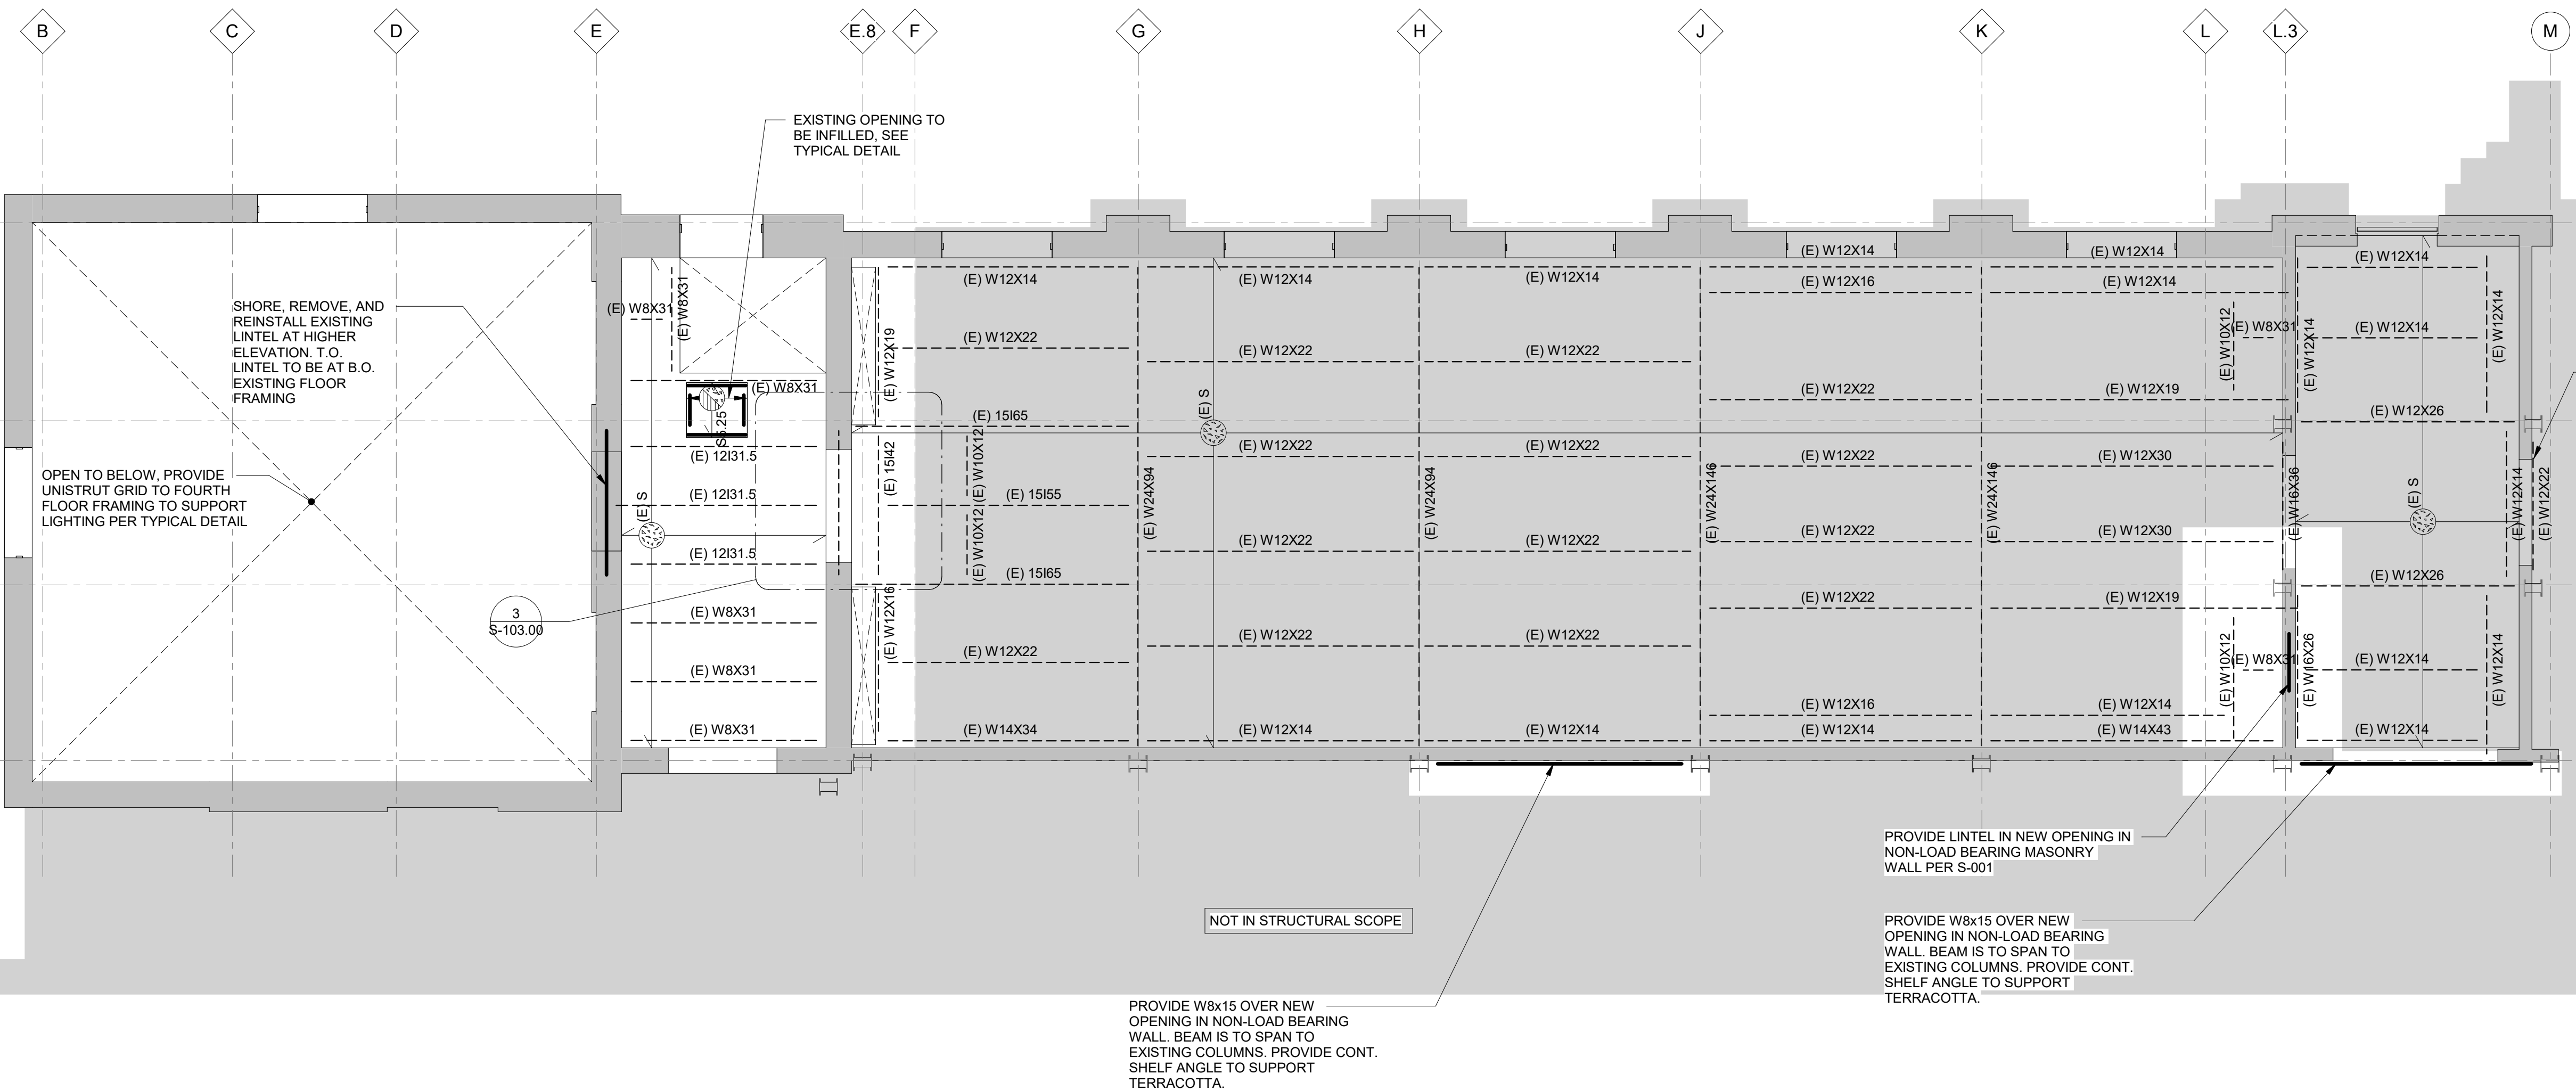 B
C
D
E
E.8
F
G
H
J
K
L
L.3
M
EXISTING OPENING TO
BE INFILLED, SEE
TYPICAL DETAIL
SHORE, REMOVE, AND
REINSTALL EXISTING
LINTEL AT HIGHER
ELEVATION. T.O.
LINTEL TO BE AT B.O.
EXISTING FLOOR
FRAMING
OPEN TO BELOW, PROVIDE
UNISTRUT GRID TO FOURTH
FLOOR FRAMING TO SUPPORT
LIGHTING PER TYPICAL DETAIL
3
S-103.00
(E) W8X31
(E) W8X31
(E) W8X31
S5.25
(E) 12I31.5
(E) 12I31.5
(E) S
(E) 12I31.5
(E) W8X31
(E) W8X31
(E) W8X31
(E) W12X19
(E) 15I42
(E) W12X16
(E) W12X14
(E) W12X22
(E) 15I65
(E) W10X12
(E) 15I55
(E) W10X12
(E) 15I65
(E) W12X22
(E) W14X34
(E) W24X94
(E) W12X14
(E) W12X22
(E) S
(E) W12X22
(E) W12X22
(E) W12X22
(E) W12X14
(E) W24X94
(E) W12X14
(E) W12X22
(E) W12X22
(E) W12X22
(E) W12X22
(E) W12X14
(E) W24X146
(E) W12X14
(E) W12X16
(E) W12X22
(E) W12X22
(E) W12X22
(E) W12X22
(E) W12X16
(E) W12X14
(E) W24X146
(E) W12X14
(E) W12X14
(E) W12X19
(E) W12X30
(E) W12X30
(E) W12X19
(E) W12X14
(E) W14X43
(E) W10X12
(E) W8X31
(E) W10X12
(E) W8X31
(E) W12X14
(E) W16X36
(E) W16X26
(E) W12X14
(E) W12X14
(E) W12X14
(E) W12X26
(E) S
(E) W12X14
(E) W12X22
(E) W12X26
(E) W12X14
(E) W12X14
(E) W12X14
PROVIDE LINTEL IN NEW OPENING IN
NON-LOAD BEARING MASONRY
WALL PER S-001
NOT IN STRUCTURAL SCOPE
PROVIDE W8x15 OVER NEW
OPENING IN NON-LOAD BEARING
WALL. BEAM IS TO SPAN TO
EXISTING COLUMNS. PROVIDE CONT.
SHELF ANGLE TO SUPPORT
TERRACOTTA.
PROVIDE W8x15 OVER NEW
OPENING IN NON-LOAD BEARING
WALL. BEAM IS TO SPAN TO
EXISTING COLUMNS. PROVIDE CONT.
SHELF ANGLE TO SUPPORT
TERRACOTTA.